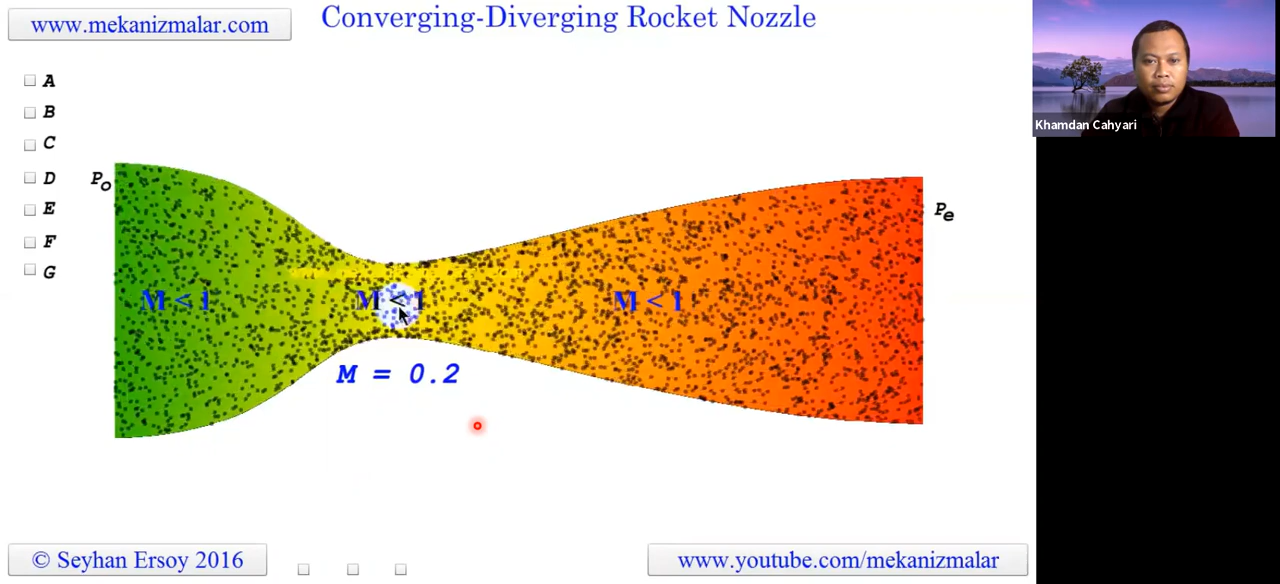 www.mekanizmalar.com
Converging-Diverging Rocket Nozzle
Khamdan Cahyari
A
B
C
D
E
F
G
Po
Pe
M < 1
M < 1
M < 1
M = 0.2
© Seyhan Ersoy 2016
www.youtube.com/mekanizmalar